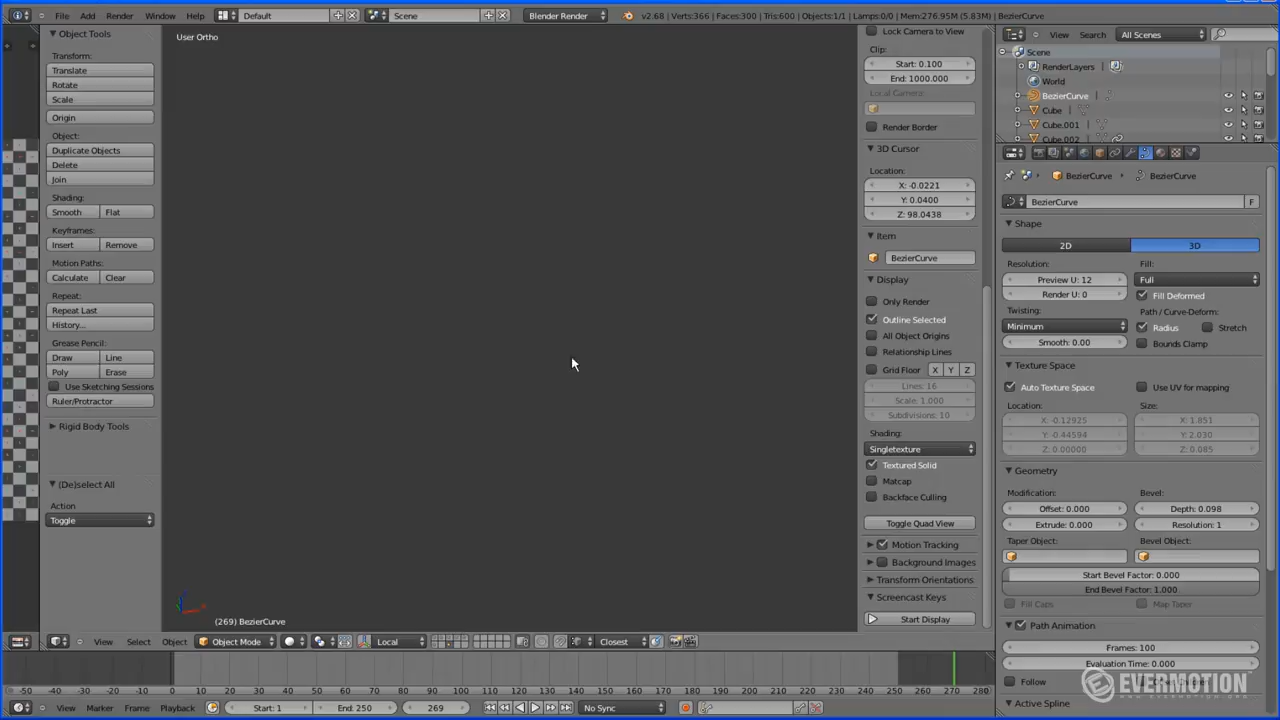 File Add Render Window Help Default Scene Blender Render v2.68 | Verts:366 | Faces:300 | Tris:600 | Objects:1/1 | Lamps:0/0 | Mem:276.95M (5.83M) | BezierCurve
Object Tools
Transform:
Translate
Rotate
Scale
Origin
Object:
Duplicate Objects
Delete
Join
Shading:
Smooth Flat
Keyframes:
Insert Remove
Motion Paths:
Calculate Clear
Repeat:
Repeat Last
History...
Grease Pencil:
Draw Line
Poly Erase
Use Sketching Sessions
Ruler/Protractor
Rigid Body Tools
(De)select All
Action
Toggle
User Ortho
(269) BezierCurve
Lock Camera to View
Clip:
Start: 0.100
End: 1000.000
Local Camera:
Render Border
3D Cursor
Location:
X: -0.0221
Y: 0.0400
Z: 98.0438
Item
BezierCurve
Display
Only Render
Outline Selected
All Object Origins
Relationship Lines
Grid Floor X Y Z
Lines: 16
Scale: 1.000
Subdivisions: 10
Shading:
Singletexture
Textured Solid
Matcap
Backface Culling
Toggle Quad View
Motion Tracking
Background Images
Transform Orientations
Screencast Keys
Start Display
View Search All Scenes
Scene
RenderLayers
World
BezierCurve
Cube
Cube.001
Cube.002
BezierCurve BezierCurve
BezierCurve F
Shape
2D 3D
Resolution: Fill:
Preview U: 12 Full
Render U: 0 Fill Deformed
Twisting: Path / Curve-Deform:
Minimum Radius Stretch
Smooth: 0.00 Bounds Clamp
Texture Space
Auto Texture Space Use UV for mapping
Location: Size:
X: -0.12925 X: 1.851
Y: -0.44594 Y: 2.030
Z: 0.00000 Z: 0.085
Geometry
Modification: Bevel:
Offset: 0.000 Depth: 0.098
Extrude: 0.000 Resolution: 1
Taper Object: Bevel Object:
Start Bevel Factor: 0.000
End Bevel Factor: 1.000
Fill Caps Map Taper
Path Animation
Frames: 100
Evaluation Time: 0.000
Follow
EVERMOTION
Active Spline
View Select Object Object Mode Local Closest
-50 -40 -30 -20 -10 0 10 20 30 40 50 60 70 80 90 100 110 120 130 140 150 160 170 180 190 200 210 220 230 240 250 260 270 280
View Marker Frame Playback Start: 1 End: 250 269 No Sync